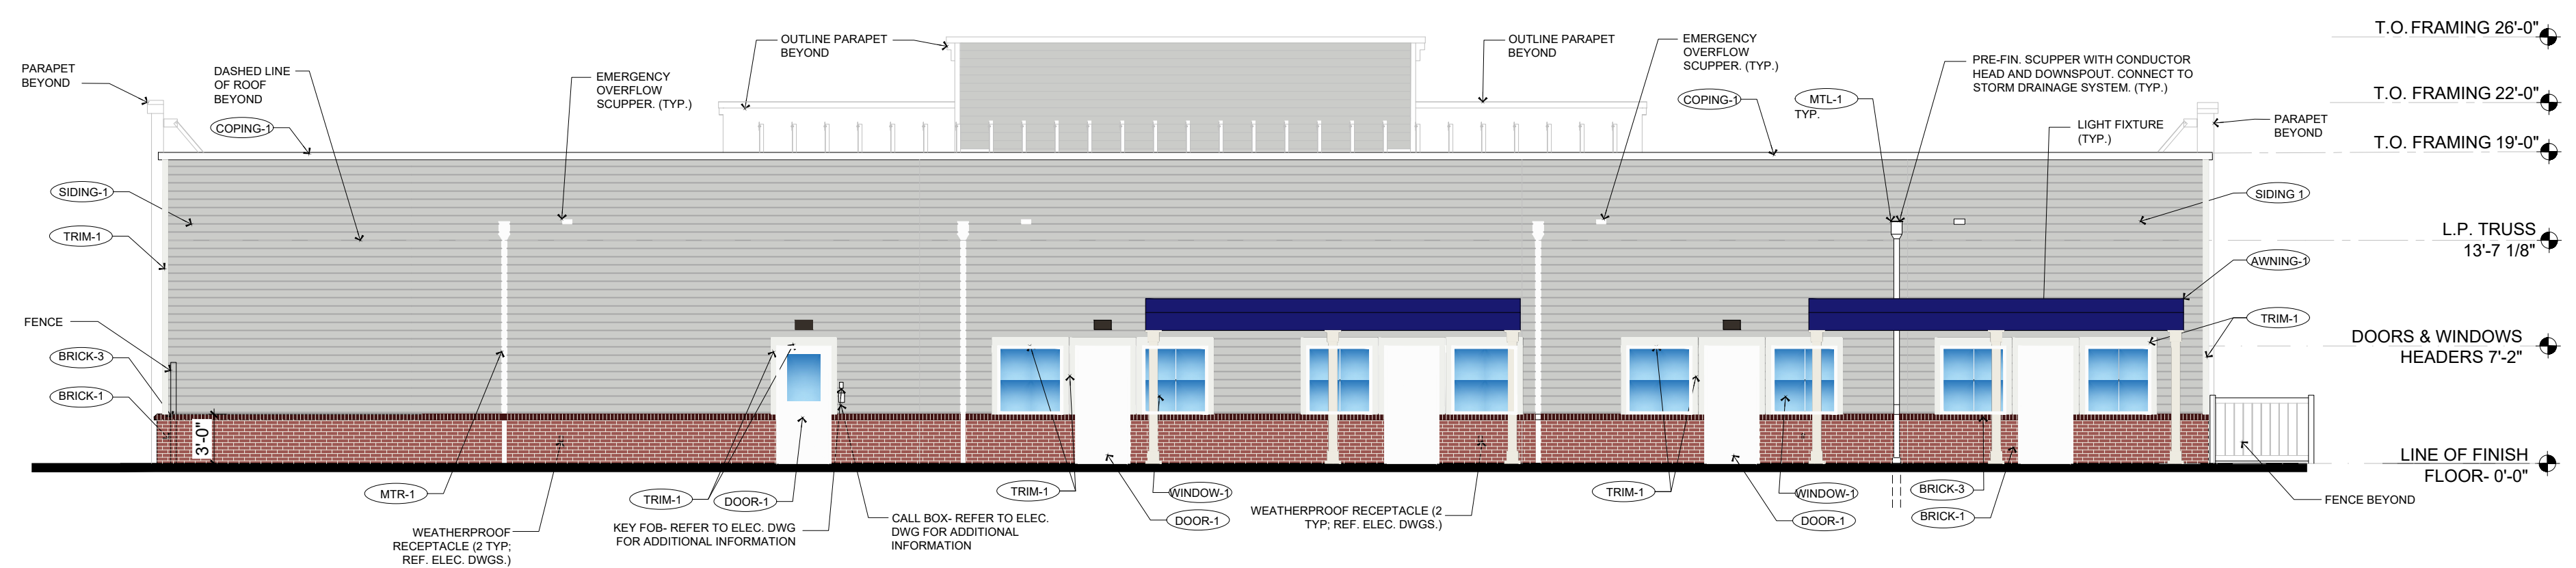 PARAPET
BEYOND
DASHED LINE
OF ROOF
BEYOND
COPING-1
EMERGENCY
OVERFLOW
SCUPPER. (TYP.)
OUTLINE PARAPET
BEYOND
OUTLINE PARAPET
BEYOND
EMERGENCY
OVERFLOW
SCUPPER. (TYP.)
COPING-1
MTL-1
TYP.
PRE-FIN. SCUPPER WITH CONDUCTOR
HEAD AND DOWNSPOUT. CONNECT TO
STORM DRAINAGE SYSTEM. (TYP.)
LIGHT FIXTURE
(TYP.)
PARAPET
BEYOND
T.O. FRAMING 26'-0"
T.O. FRAMING 22'-0"
T.O. FRAMING 19'-0"
SIDING-1
TRIM-1
FENCE
BRICK-3
BRICK-1
3'-0"
SIDING 1
AWNING-1
TRIM-1
L.P. TRUSS
13'-7 1/8"
DOORS & WINDOWS
HEADERS 7'-2"
LINE OF FINISH
FLOOR- 0'-0"
MTR-1
WEATHERPROOF
RECEPTACLE (2 TYP;
REF. ELEC. DWGS.)
TRIM-1
DOOR-1
KEY FOB- REFER TO ELEC. DWG
FOR ADDITIONAL INFORMATION
CALL BOX- REFER TO ELEC.
DWG FOR ADDITIONAL
INFORMATION
TRIM-1
WINDOW-1
DOOR-1
WEATHERPROOF RECEPTACLE (2
TYP; REF. ELEC. DWGS.)
TRIM-1
WINDOW-1
DOOR-1
BRICK-3
BRICK-1
FENCE BEYOND